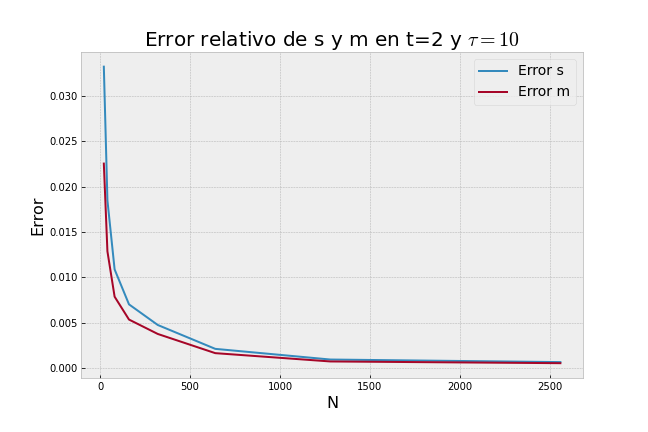 Error relativo de s y m en t=2 y τ = 10
Error s
Error m
Error
0.030
0.025
0.020
0.015
0.010
0.005
0.000
0 500 1000 1500 2000 2500
N